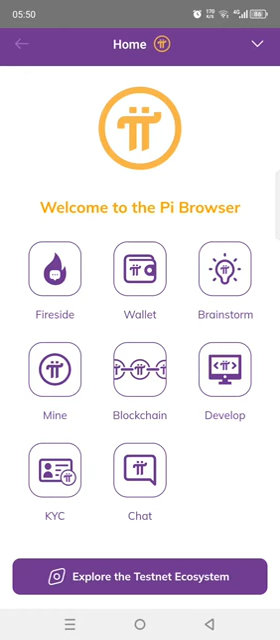 05:50
Home
Welcome to the Pi Browser
Fireside
Wallet
Brainstorm
Mine
Blockchain
Develop
KYC
Chat
Explore the Testnet Ecosystem